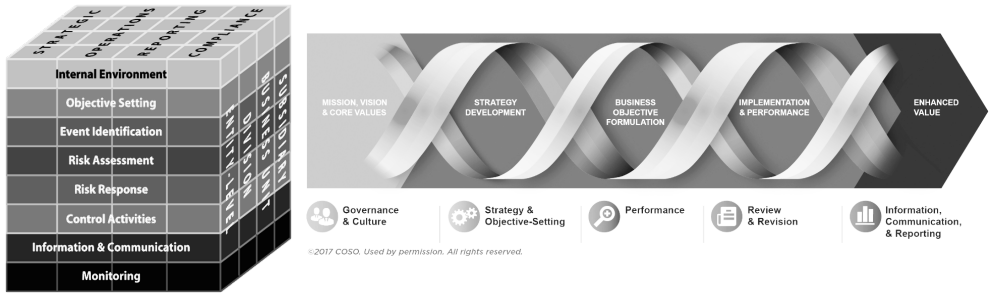 STRATEGIC
OPERATIONS
REPORTING
COMPLIANCE
Internal Environment
Objective Setting
Event Identification
Risk Assessment
Risk Response
Control Activities
Information & Communication
Monitoring
ENTITY-LEVEL
DIVISION
BUSINESS UNIT
SUBSIDIARY
MISSION, VISION
& CORE VALUES
STRATEGY
DEVELOPMENT
BUSINESS
OBJECTIVE
FORMULATION
IMPLEMENTATION
& PERFORMANCE
ENHANCED
VALUE
Governance
& Culture
Strategy &
Objective-Setting
Performance
Review
& Revision
Information,
Communication,
& Reporting
©2017 COSO. Used by permission. All rights reserved.